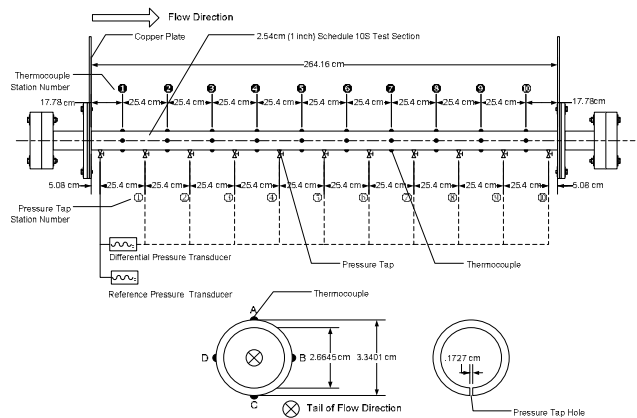 Flow Direction
Copper Plate
2.54cm (1 inch) Schedule 10S Test Section
264.16 cm
Thermocouple
Station Number
1 2 3 4 5 6 7 8 9 10
17.78 cm 25.4 cm 25.4 cm 25.4 cm 25.4 cm 25.4 cm 25.4 cm 25.4 cm 25.4 cm 25.4 cm 17.78 cm
5.08 cm 25.4 cm 25.4 cm 25.4 cm 25.4 cm 25.4 cm 25.4 cm 25.4 cm 25.4 cm 25.4 cm 25.4 cm 5.08 cm
1 2 3 4 5 6 7 8 9 10
Pressure Tap
Station Number
Differential Pressure Transducer
Pressure Tap
Thermocouple
Reference Pressure Transducer
Thermocouple
A
D
B
C
2.6645cm
3.3401 cm
.1727 cm
Tail of Flow Direction
Pressure Tap Hole